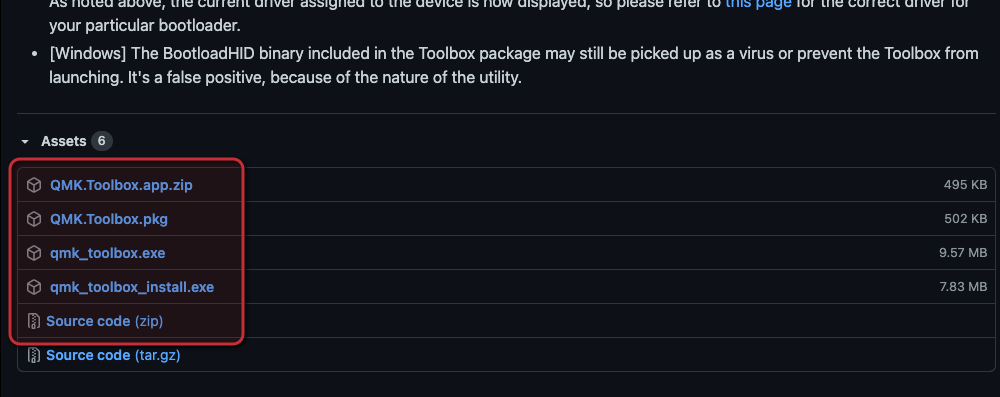 As noted above, the current driver assigned to the device is now displayed, so please refer to this page for the correct driver for
your particular bootloader.
• [Windows] The BootloadHID binary included in the Toolbox package may still be picked up as a virus or prevent the Toolbox from
launching. It's a false positive, because of the nature of the utility.
Assets 6
QMK.Toolbox.app.zip 495 KB
QMK.Toolbox.pkg 502 KB
qmk_toolbox.exe 9.57 MB
qmk_toolbox_install.exe 7.83 MB
Source code (zip)
Source code (tar.gz)